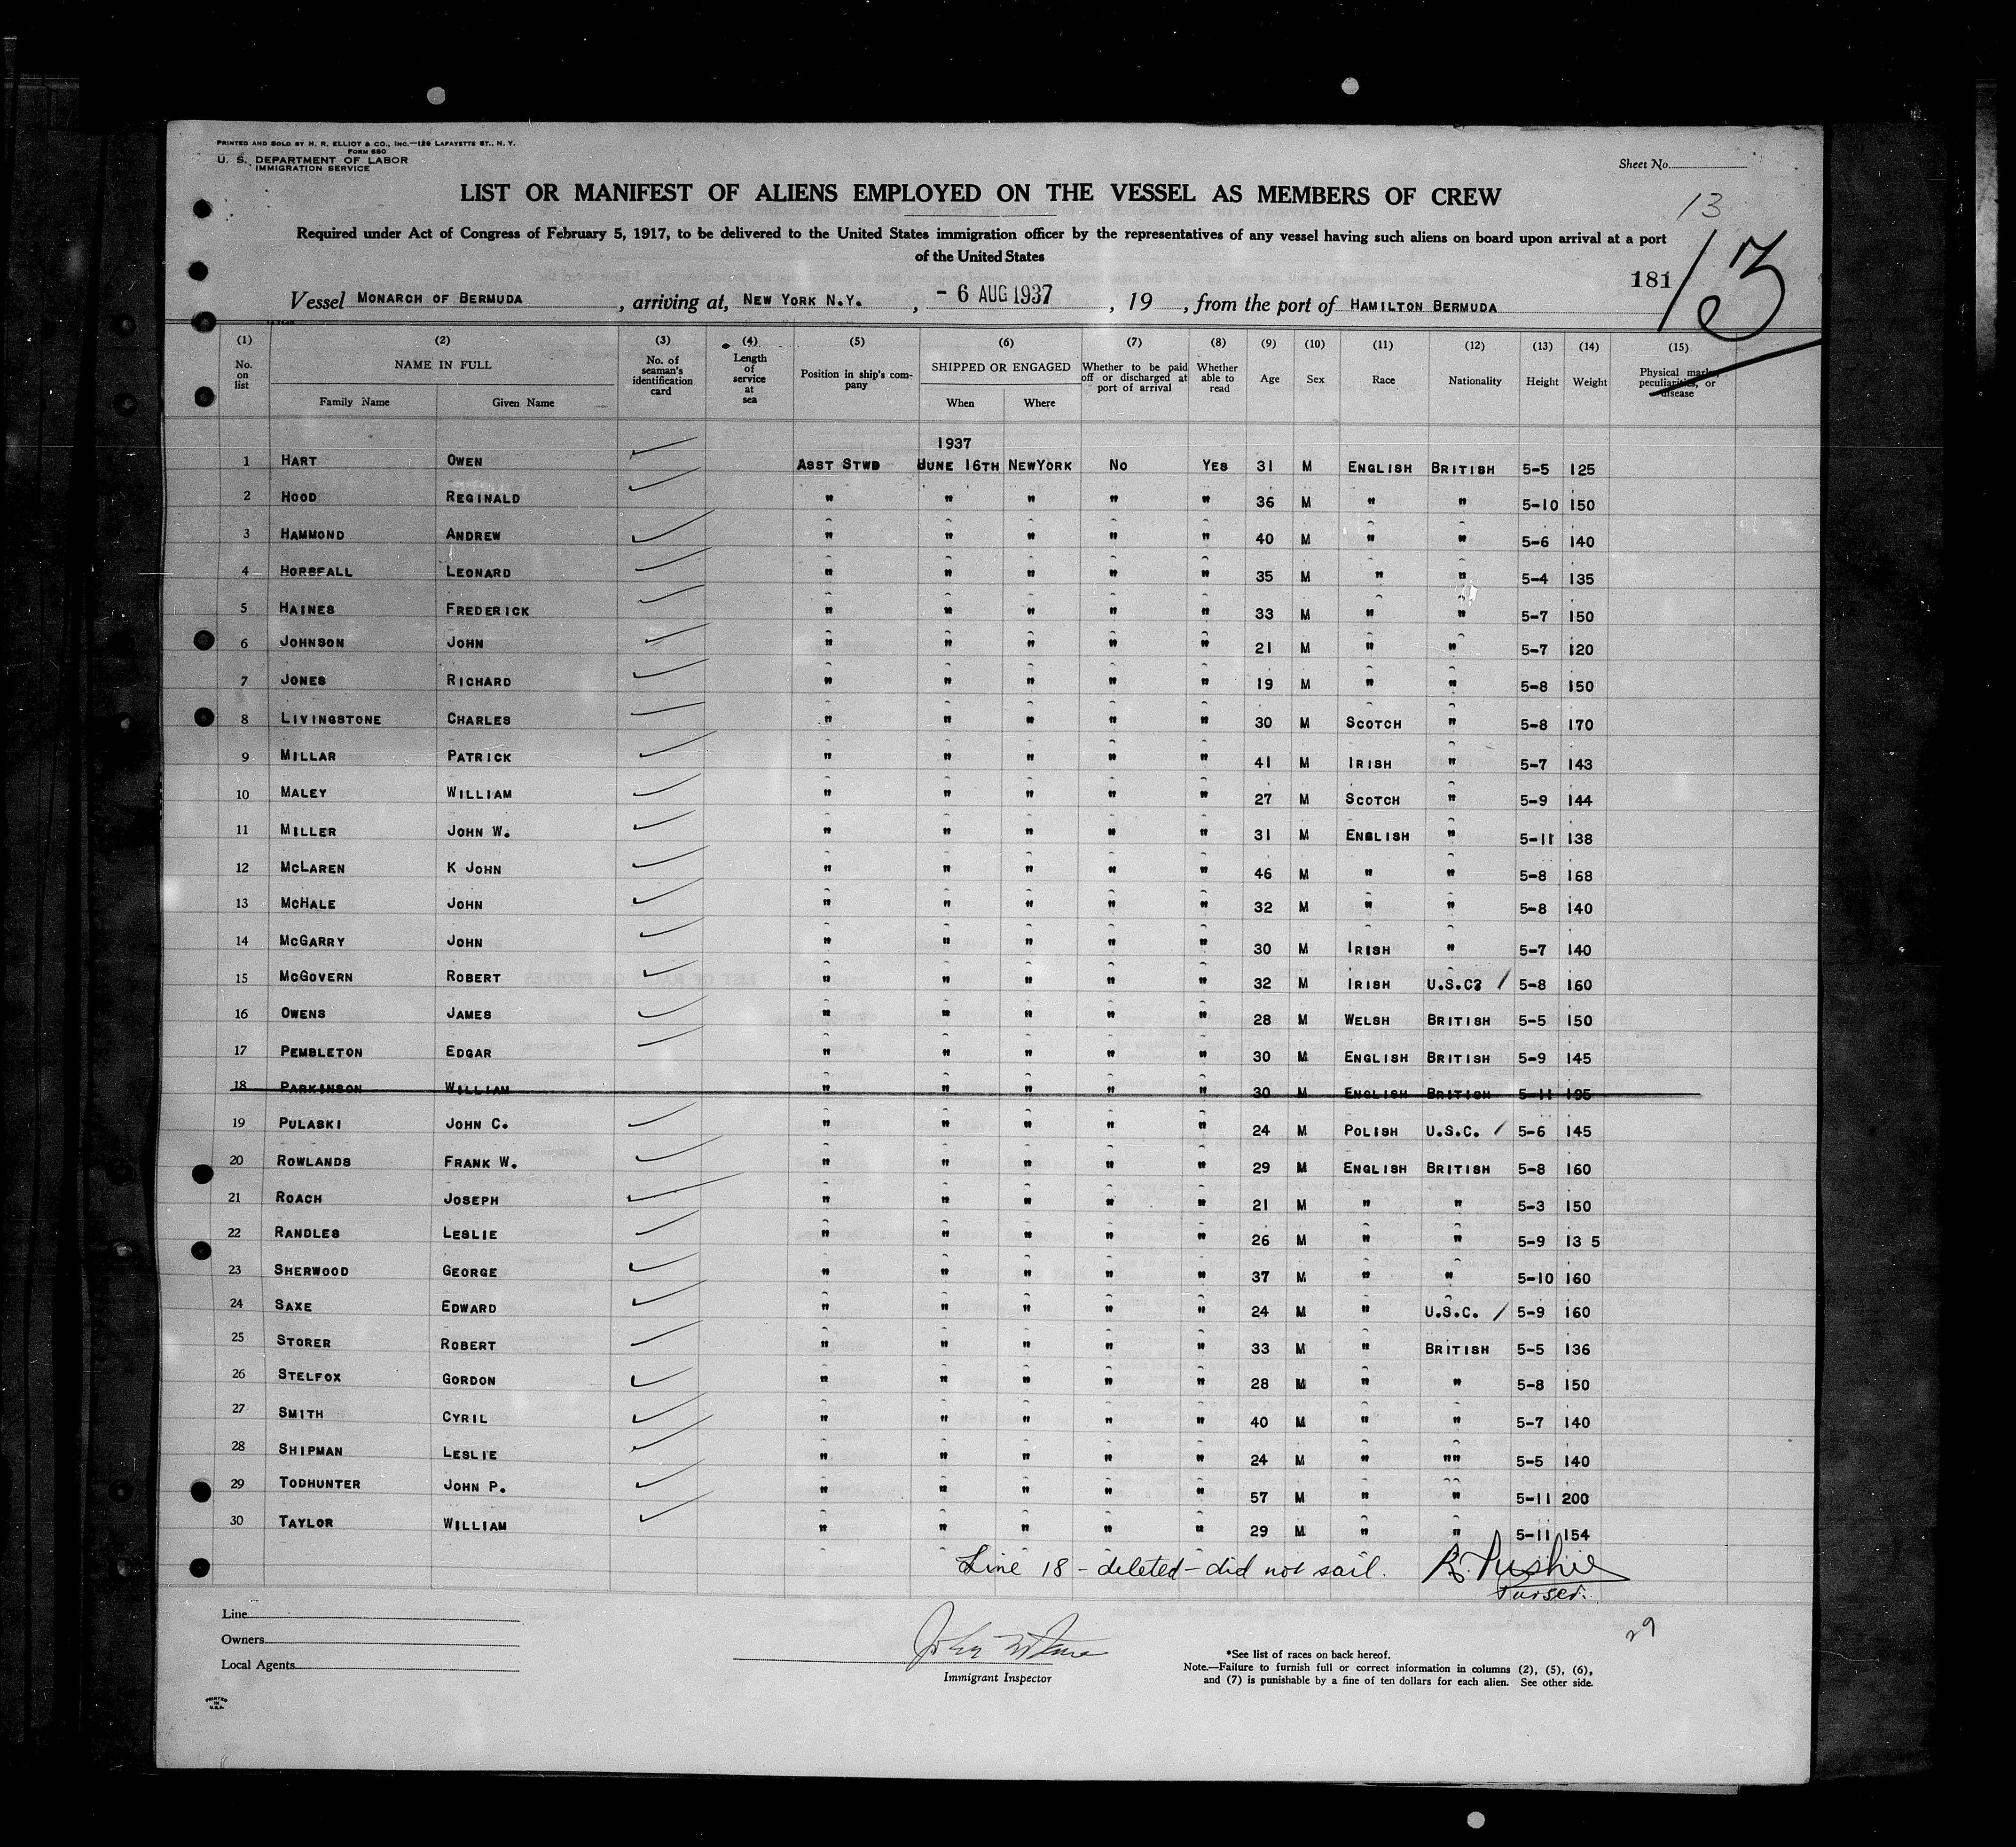 PRINTED AND SOLD BY H. R. ELLIOT & CO., INC.—129 LAFAYETTE ST., N. Y.
FORM 680
U. S. DEPARTMENT OF LABOR
IMMIGRATION SERVICE
Sheet No.
LIST OR MANIFEST OF ALIENS EMPLOYED ON THE VESSEL AS MEMBERS OF CREW
13
Required under Act of Congress of February 5, 1917, to be delivered to the United States immigration officer by the representatives of any vessel having such aliens on board upon arrival at a port
of the United States
181 13
Vessel MONARCH OF BERMUDA, arriving at, NEW YORK N.Y., - 6 AUG 1937, 19, from the port of HAMILTON BERMUDA
(1) (2) (3) (4) (5) (6) (7) (8) (9) (10) (11) (12) (13) (14) (15)
No. on list NAME IN FULL Family Name Given Name No. of seaman's identification card Length of service at sea Position in ship's company SHIPPED OR ENGAGED When Where Whether to be paid off or discharged at port of arrival Whether able to read Age Sex Race Nationality Height Weight Physical marks, peculiarities, or disease
1937
1 HART OWEN ASST STWD JUNE 16TH NEWYORK NO YES 31 M ENGLISH BRITISH 5-5 125
2 HOOD REGINALD " " " " " 36 M " " 5-10 150
3 HAMMOND ANDREW " " " " " 40 M " " 5-6 140
4 HORSFALL LEONARD " " " " " 35 M " " 5-4 135
5 HAINES FREDERICK " " " " " 33 M " " 5-7 150
6 JOHNSON JOHN " " " " " 21 M " " 5-7 120
7 JONES RICHARD " " " " " 19 M " " 5-8 150
8 LIVINGSTONE CHARLES " " " " " 30 M SCOTCH " 5-8 170
9 MILLAR PATRICK " " " " " 41 M IRISH " 5-7 143
10 MALEY WILLIAM " " " " " 27 M SCOTCH " 5-9 144
11 MILLER JOHN W. " " " " " 31 M ENGLISH " 5-11 138
12 MCLAREN K JOHN " " " " " 46 M " " 5-8 168
13 MCHALE JOHN " " " " " 32 M " " 5-8 140
14 MCGARRY JOHN " " " " " 30 M IRISH " 5-7 140
15 MCGOVERN ROBERT " " " " " 32 M IRISH U.S.C? / 5-8 160
16 OWENS JAMES " " " " " 28 M WELSH BRITISH 5-5 150
17 PEMBLETON EDGAR " " " " " 30 M ENGLISH BRITISH 5-9 145
18 PARKINSON WILLIAM " " " " " 30 M ENGLISH BRITISH 5-11 195
19 PULASKI JOHN C. " " " " " 24 M POLISH U.S.C. / 5-6 145
20 ROWLANDS FRANK W. " " " " " 29 M ENGLISH BRITISH 5-8 160
21 ROACH JOSEPH " " " " " 21 M " " 5-3 150
22 RANDLES LESLIE " " " " " 26 M " " 5-9 13 5
23 SHERWOOD GEORGE " " " " " 37 M " " 5-10 160
24 SAXE EDWARD " " " " " 24 M " U.S.C. / 5-9 160
25 STORER ROBERT " " " " " 33 M " BRITISH 5-5 136
26 STELFOX GORDON " " " " " 28 M " " 5-8 150
27 SMITH CYRIL " " " " " 40 M " " 5-7 140
28 SHIPMAN LESLIE " " " " " 24 M " "" 5-5 140
29 TODHUNTER JOHN P. " " " " " 57 M " " 5-11 200
30 TAYLOR WILLIAM " " " " " 29 M " " 5-11 154
Line 18 - deleted - did not sail.
Purser.
Line
Owners
Local Agents
29
Immigrant Inspector
*See list of races on back hereof.
Note.—Failure to furnish full or correct information in columns (2), (5), (6),
and (7) is punishable by a fine of ten dollars for each alien. See other side.
PRINTED
IN
U.S.A.